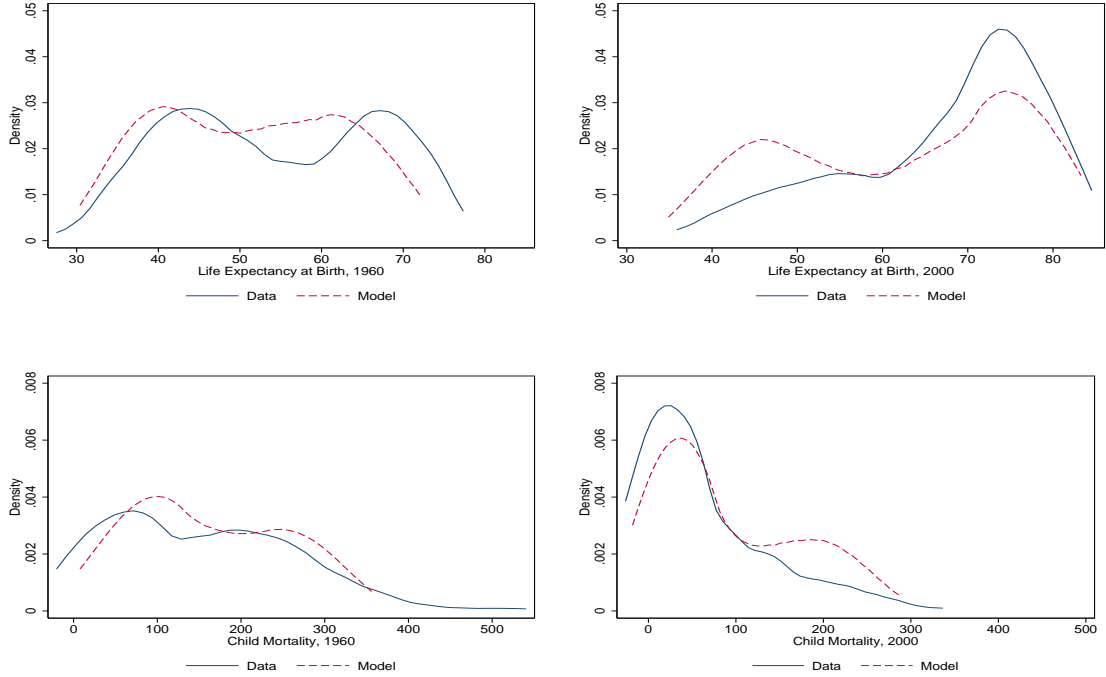 Density
0
.01
.02
.03
.04
.05
30
40
50
60
70
80
Life Expectancy at Birth, 1960
Data
Model
Density
0
.01
.02
.03
.04
.05
30
40
50
60
70
80
Life Expectancy at Birth, 2000
Data
Model
Density
0
.002
.004
.006
.008
0
100
200
300
400
500
Child Mortality, 1960
Data
Model
Density
0
.002
.004
.006
.008
0
100
200
300
400
500
Child Mortality, 2000
Data
Model